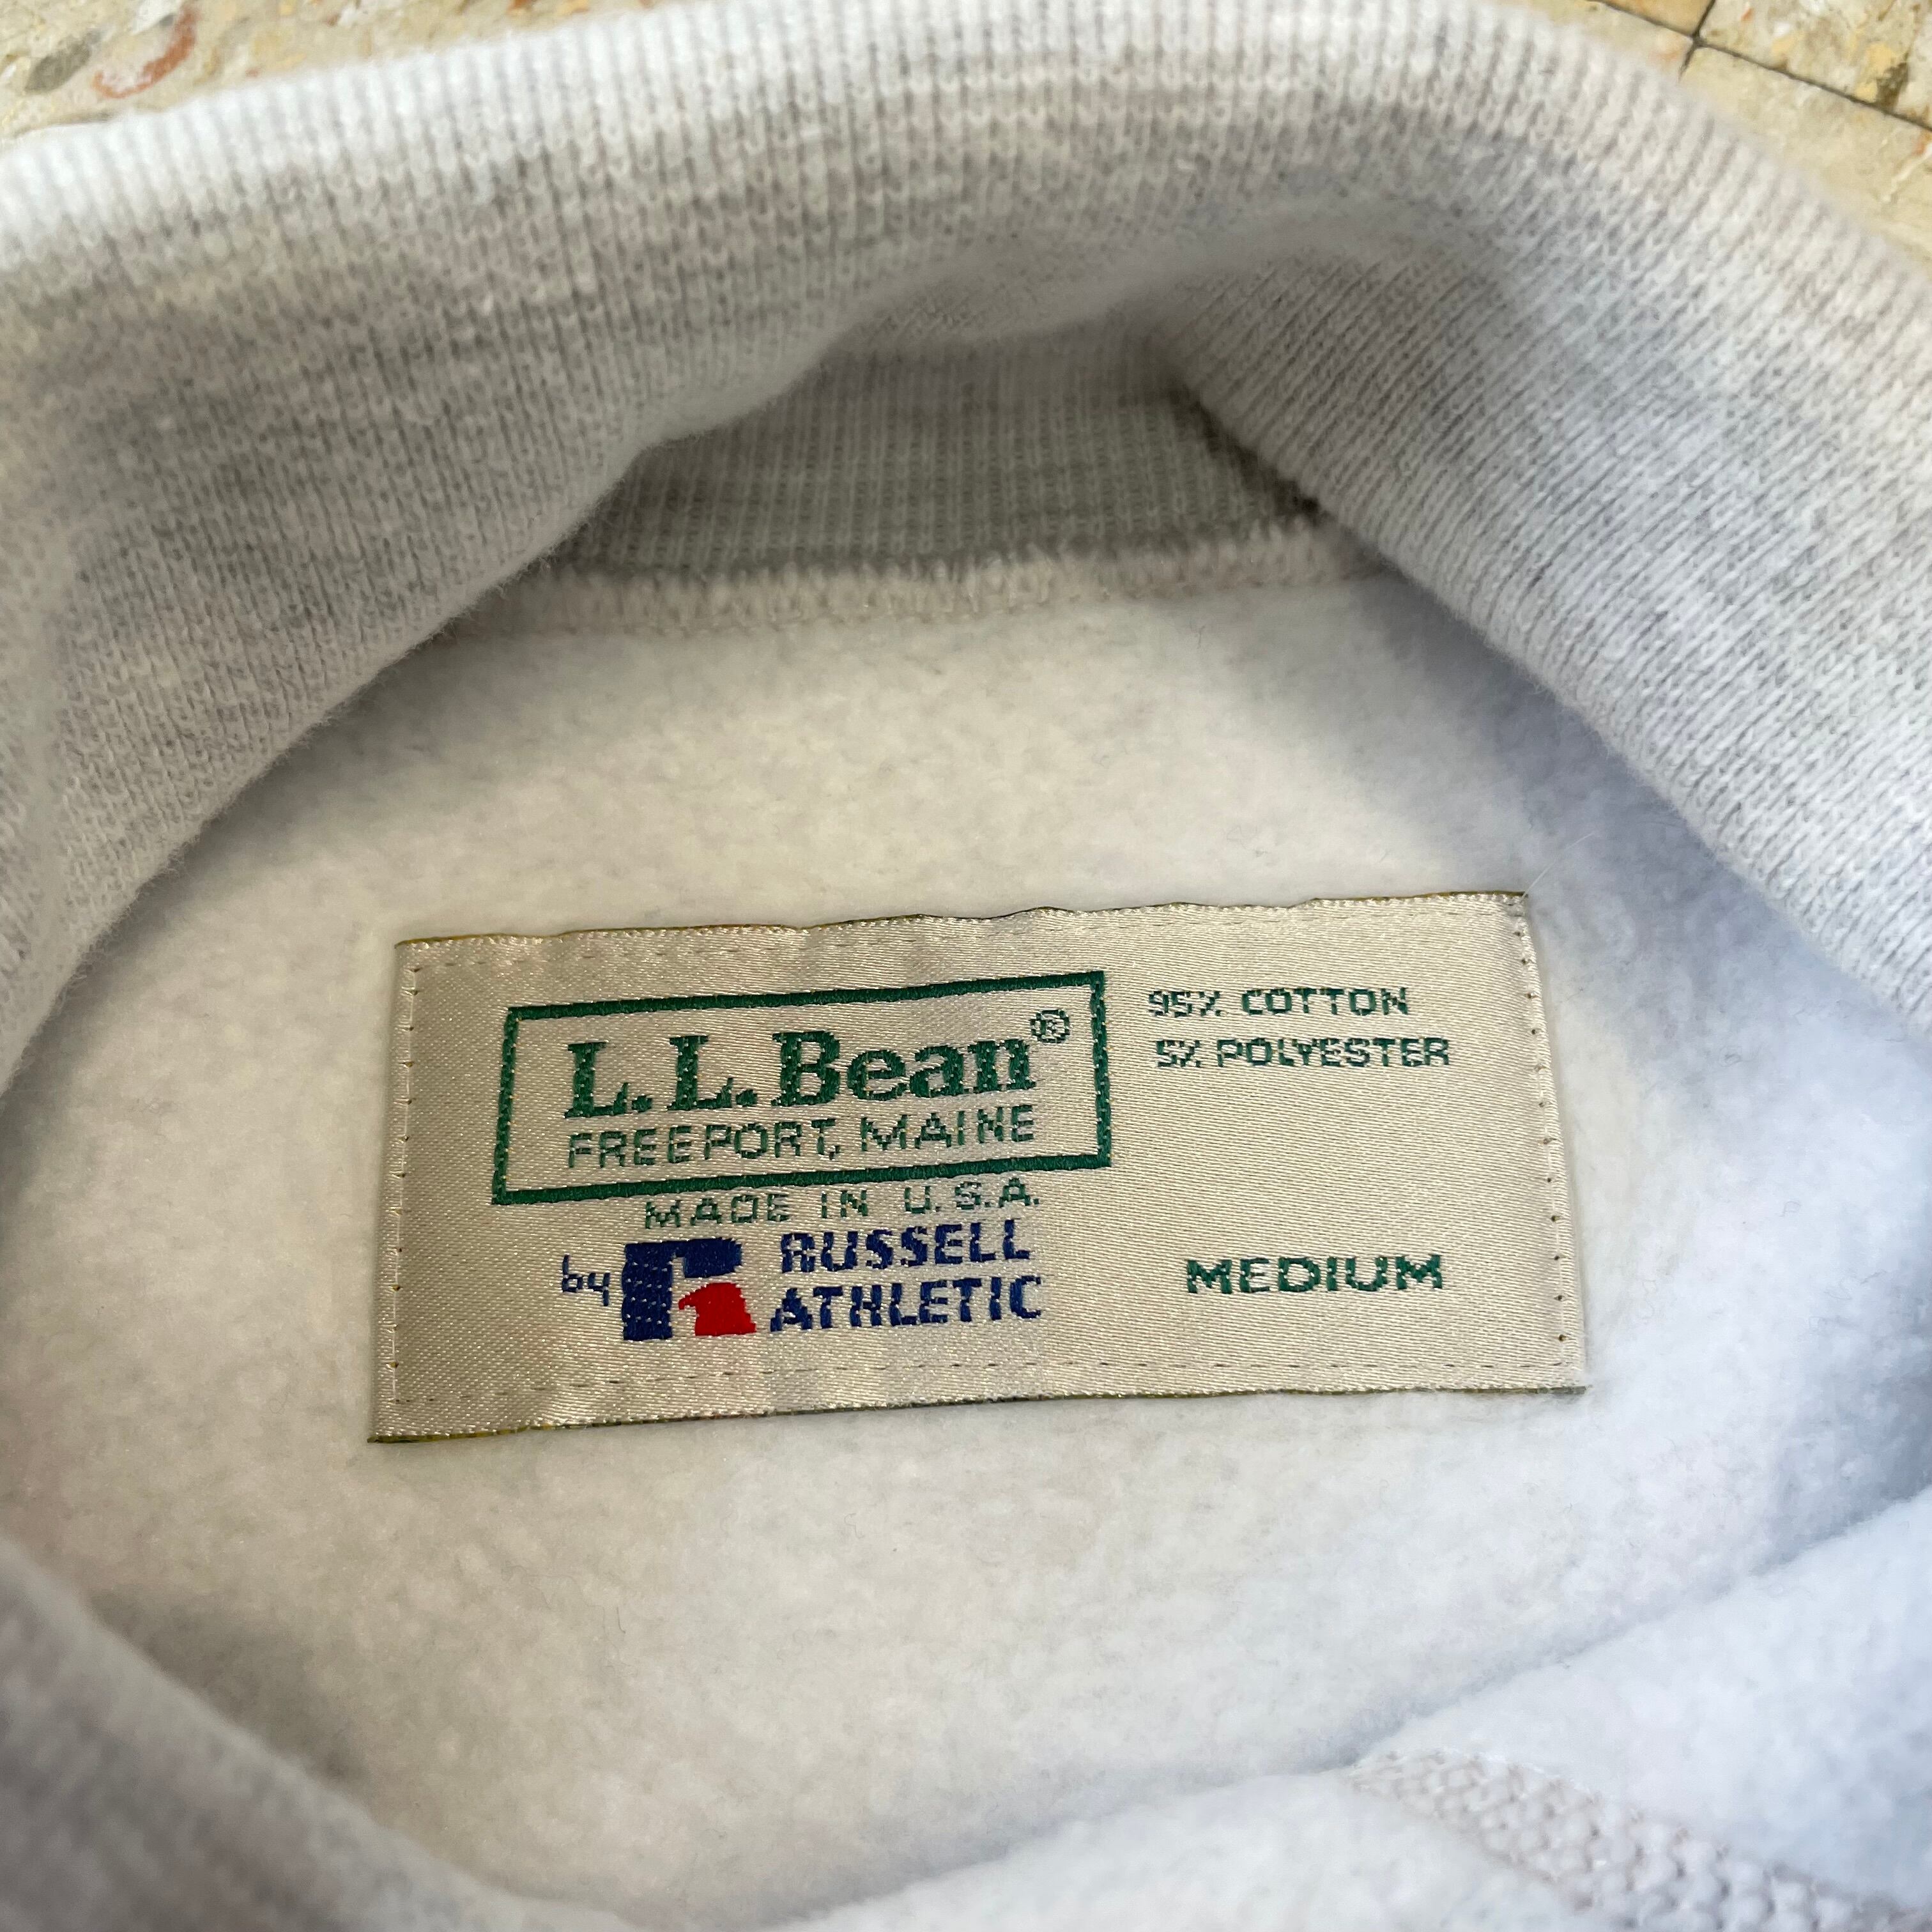 L.L.Bean®
FREEPORT, MAINE
MADE IN U.S.A.
by RUSSELL
ATHLETIC
95% COTTON
5% POLYESTER
MEDIUM